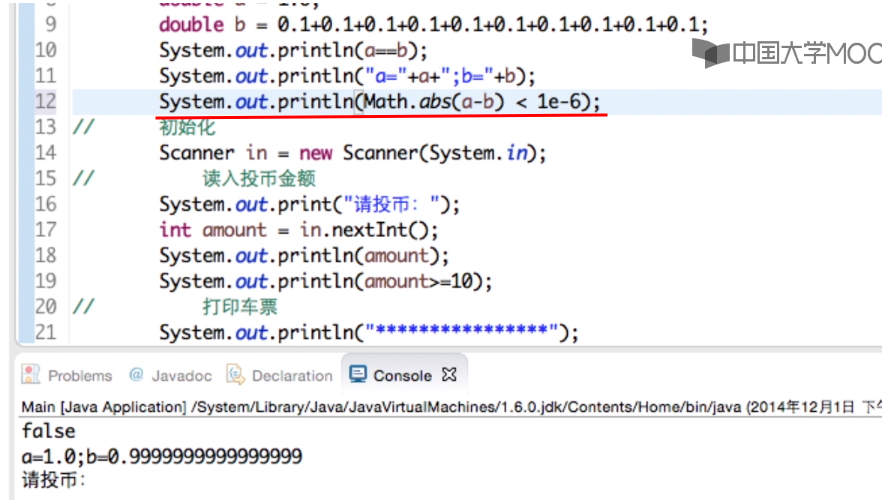 8 double a = 1.0;
9 double b = 0.1+0.1+0.1+0.1+0.1+0.1+0.1+0.1+0.1+0.1;
10 System.out.println(a==b);
11 System.out.println("a="+a+";b="+b);
12 System.out.println(Math.abs(a-b) < 1e-6);
13 // 初始化
14 Scanner in = new Scanner(System.in);
15 // 读入投币金额
16 System.out.print("请投币：");
17 int amount = in.nextInt();
18 System.out.println(amount);
19 System.out.println(amount>=10);
20 // 打印车票
21 System.out.println("****************");
中国大学MOO
Problems @ Javadoc Declaration Console
Main [Java Application] /System/Library/Java/JavaVirtualMachines/1.6.0.jdk/Contents/Home/bin/java (2014年12月1日 下午
false
a=1.0;b=0.9999999999999999
请投币：